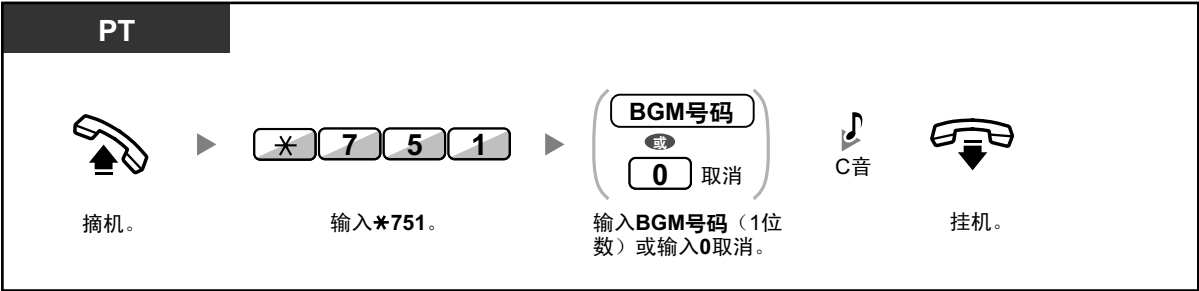 PT
✕ 7 5 1
BGM号码
或
0 取消
C音
摘机。
输入✕751。
输入BGM号码（1位
数）或输入0取消。
挂机。